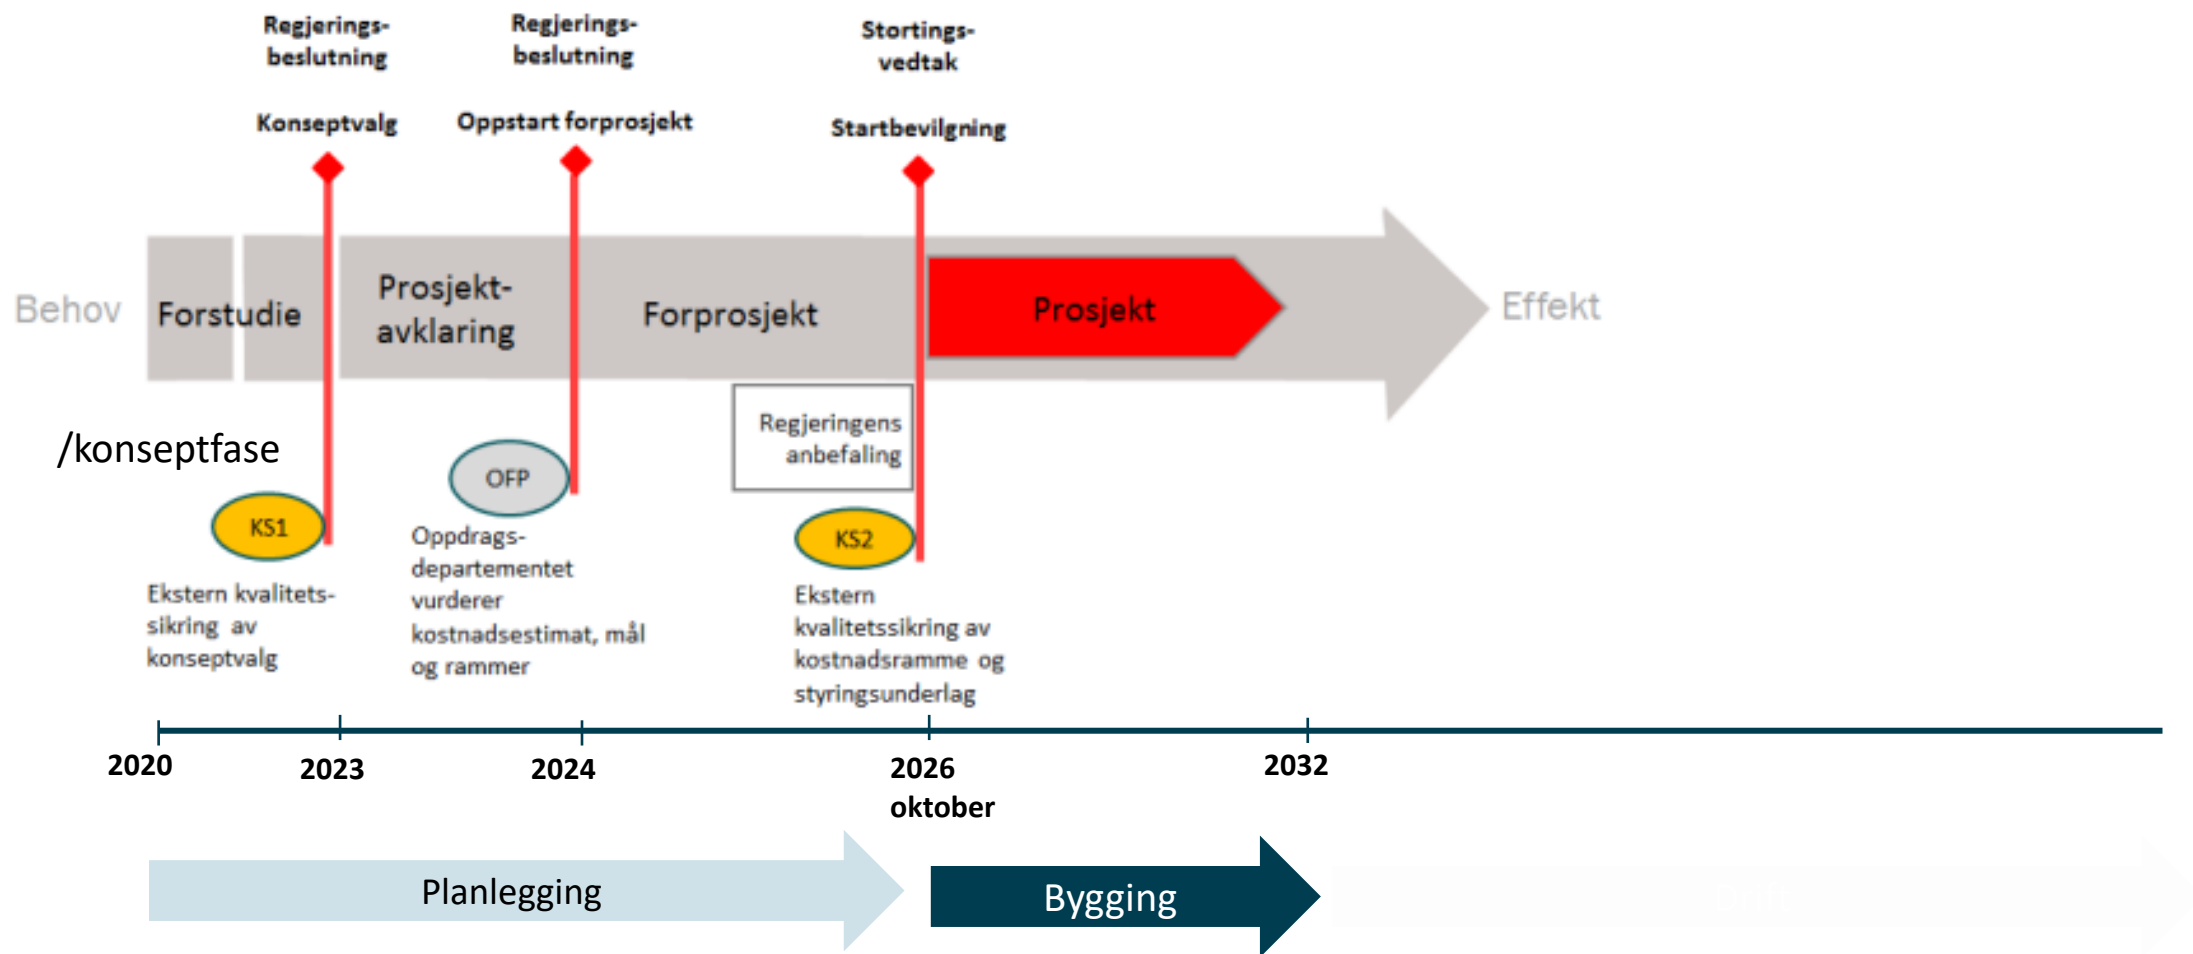 Regjerings-
beslutning
Konseptvalg
Regjerings-
beslutning
Oppstart forprosjekt
Stortings-
vedtak
Startbevilgning
Behov
Forstudie
Prosjekt-
avklaring
Forprosjekt
Prosjekt
Effekt
/konseptfase
Regjeringens
anbefaling
KS1
OFP
KS2
Ekstern kvalitets-
sikring av
konseptvalg
Oppdrags-
departementet
vurderer
kostnadsestimat, mål
og rammer
Ekstern
kvalitetssikring av
kostnadsramme og
styringsunderlag
2020
2023
2024
2026
oktober
2032
Planlegging
Bygging